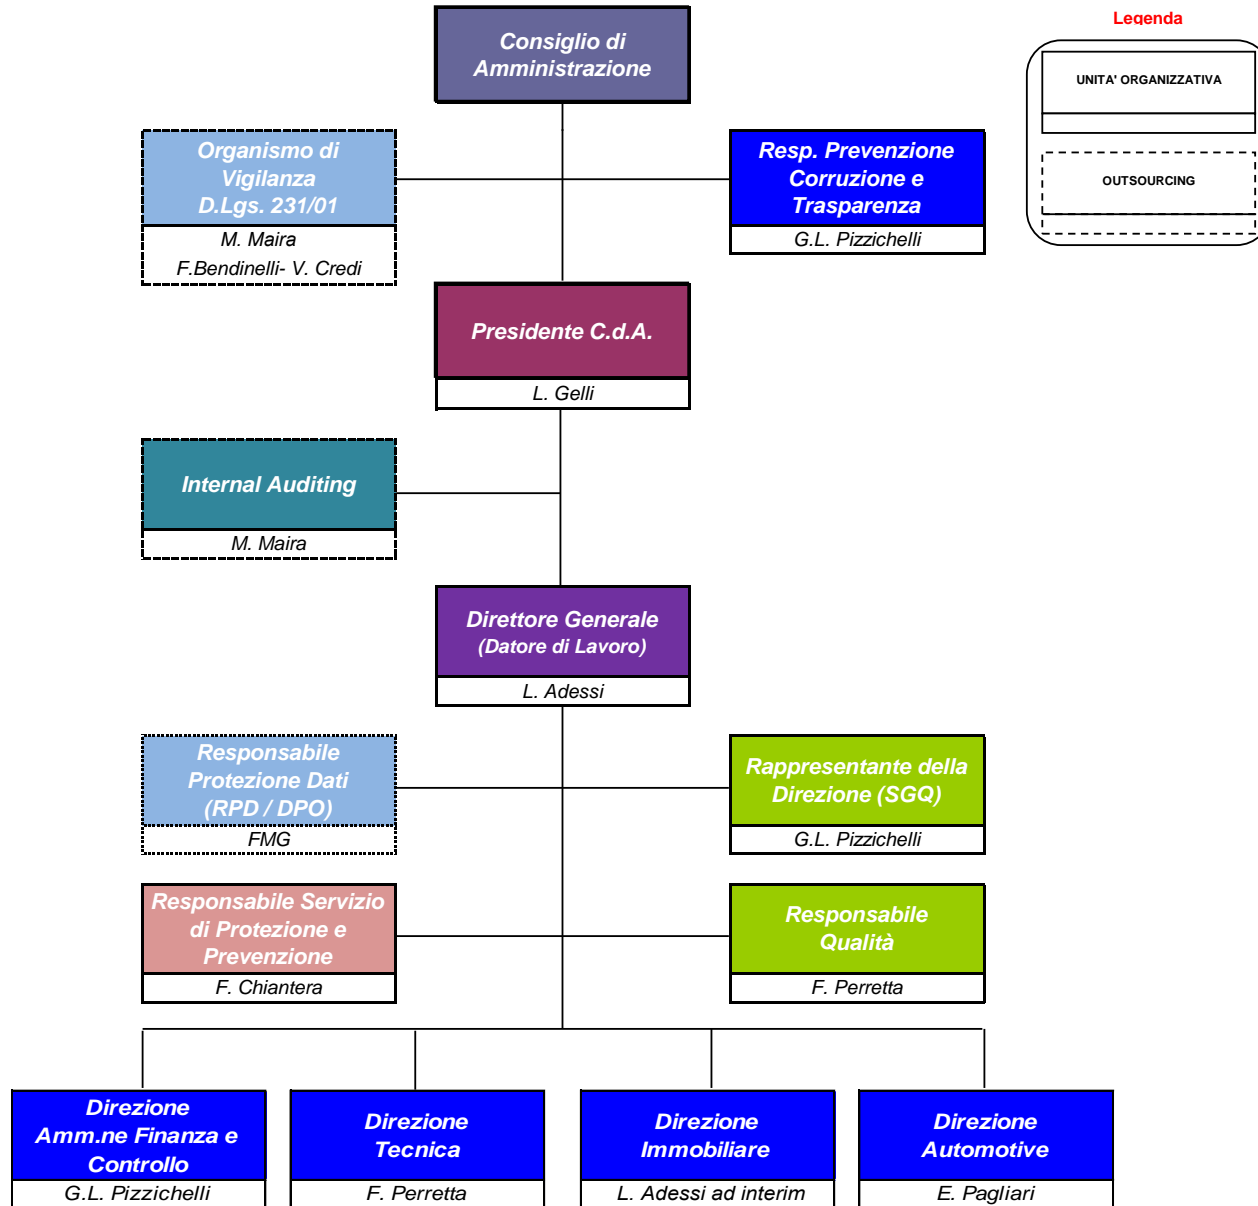 Legenda
Consiglio di
Amministrazione
UNITA' ORGANIZZATIVA
OUTSOURCING
Organismo di
Vigilanza
D.Lgs. 231/01
M. Maira
F.Bendinelli- V. Credi
Resp. Prevenzione
Corruzione e
Trasparenza
G.L. Pizzichelli
Presidente C.d.A.
L. Gelli
Internal Auditing
M. Maira
Direttore Generale
(Datore di Lavoro)
L. Adessi
Responsabile
Protezione Dati
(RPD / DPO)
FMG
Rappresentante della
Direzione (SGQ)
G.L. Pizzichelli
Responsabile Servizio
di Protezione e
Prevenzione
F. Chiantera
Responsabile
Qualità
F. Perretta
Direzione
Amm.ne Finanza e
Controllo
G.L. Pizzichelli
Direzione
Tecnica
F. Perretta
Direzione
Immobiliare
L. Adessi ad interim
Direzione
Automotive
E. Pagliari